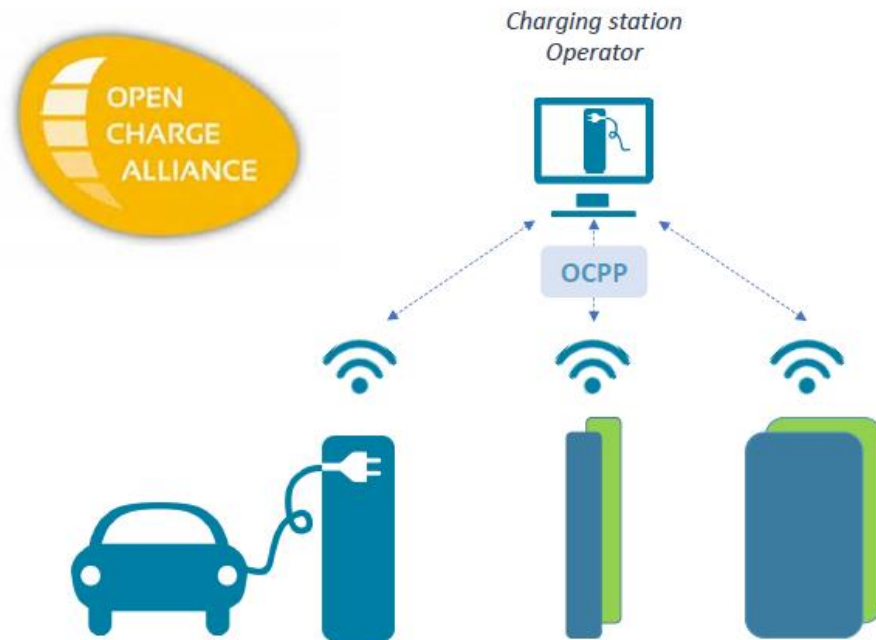 Charging station
Operator
OPEN
CHARGE
ALLIANCE
OCPP